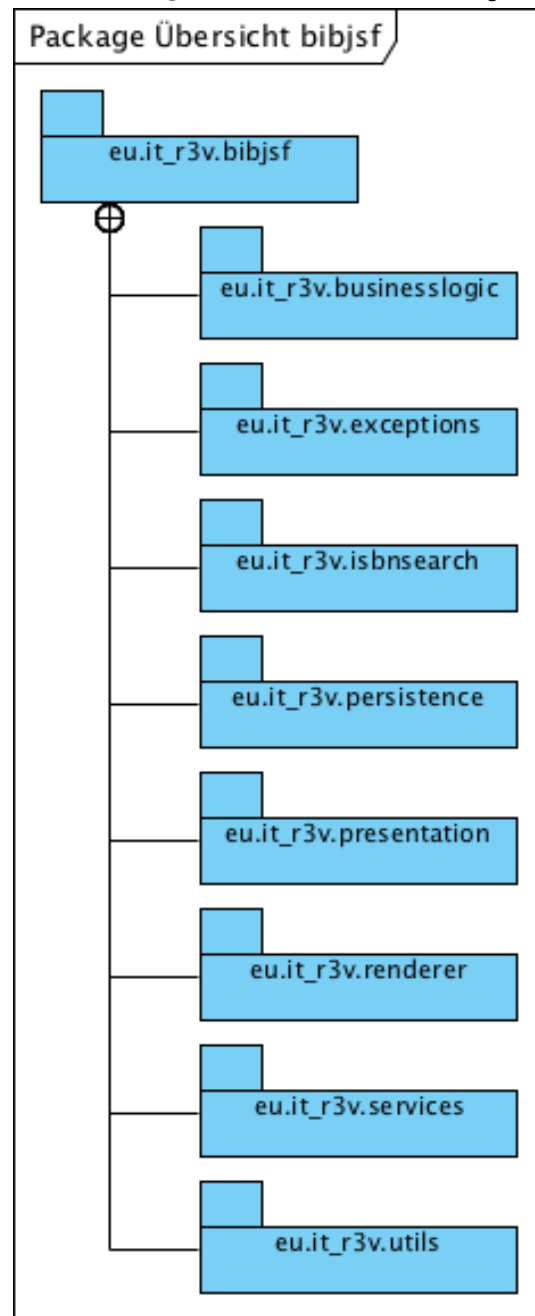 Package Übersicht bibjsf
eu.it_r3v.bibjsf
eu.it_r3v.businesslogic
eu.it_r3v.exceptions
eu.it_r3v.isbnsearch
eu.it_r3v.persistence
eu.it_r3v.presentation
eu.it_r3v.renderer
eu.it_r3v.services
eu.it_r3v.utils